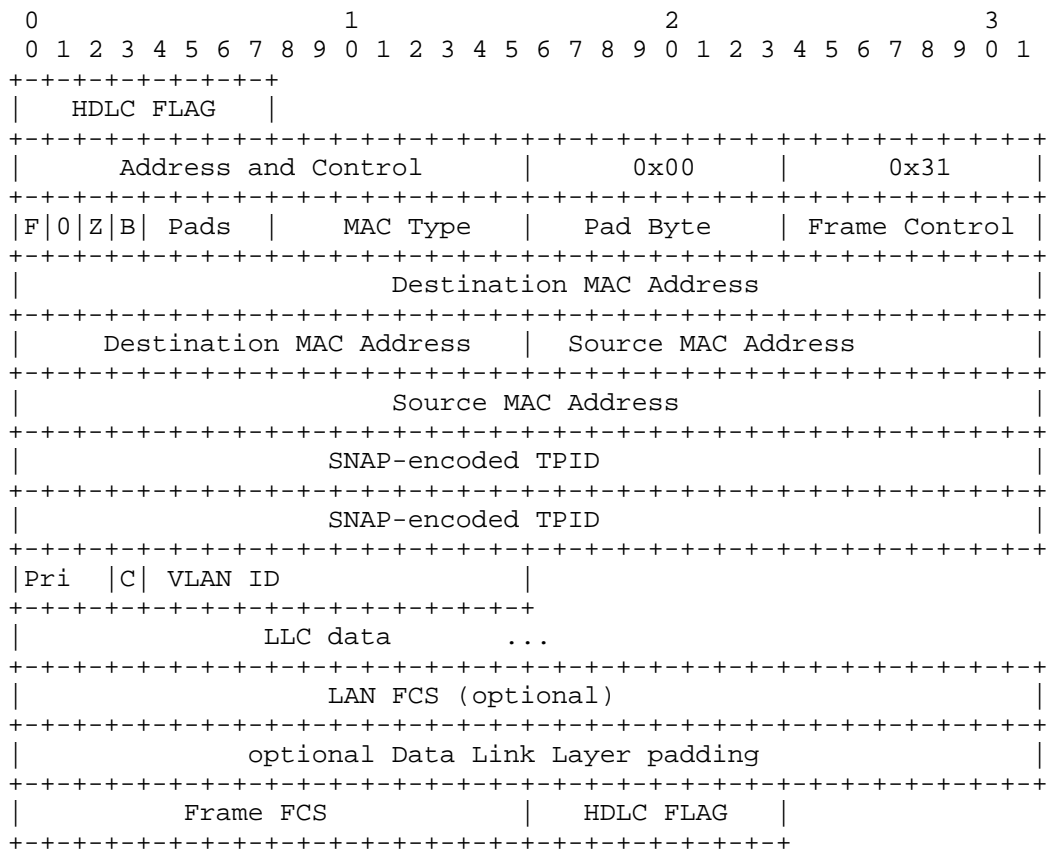 0                   1                   2                   3
 0 1 2 3 4 5 6 7 8 9 0 1 2 3 4 5 6 7 8 9 0 1 2 3 4 5 6 7 8 9 0 1
+-+-+-+-+-+-+-+-+
|   HDLC FLAG   |
+-+-+-+-+-+-+-+-+-+-+-+-+-+-+-+-+-+-+-+-+-+-+-+-+-+-+-+-+-+-+-+-+
|      Address and Control      |      0x00     |      0x31     |
+-+-+-+-+-+-+-+-+-+-+-+-+-+-+-+-+-+-+-+-+-+-+-+-+-+-+-+-+-+-+-+-+
|F|0|Z|B| Pads  |    MAC Type   |   Pad Byte    | Frame Control |
+-+-+-+-+-+-+-+-+-+-+-+-+-+-+-+-+-+-+-+-+-+-+-+-+-+-+-+-+-+-+-+-+
|                       Destination MAC Address                 |
+-+-+-+-+-+-+-+-+-+-+-+-+-+-+-+-+-+-+-+-+-+-+-+-+-+-+-+-+-+-+-+-+
|     Destination MAC Address   |  Source MAC Address           |
+-+-+-+-+-+-+-+-+-+-+-+-+-+-+-+-+-+-+-+-+-+-+-+-+-+-+-+-+-+-+-+-+
|                       Source MAC Address                      |
+-+-+-+-+-+-+-+-+-+-+-+-+-+-+-+-+-+-+-+-+-+-+-+-+-+-+-+-+-+-+-+-+
|                   SNAP-encoded TPID                           |
+-+-+-+-+-+-+-+-+-+-+-+-+-+-+-+-+-+-+-+-+-+-+-+-+-+-+-+-+-+-+-+-+
|                   SNAP-encoded TPID                           |
+-+-+-+-+-+-+-+-+-+-+-+-+-+-+-+-+-+-+-+-+-+-+-+-+-+-+-+-+-+-+-+-+
|Pri  |C| VLAN ID               |
+-+-+-+-+-+-+-+-+-+-+-+-+-+-+-+-+
|               LLC data       ...
+-+-+-+-+-+-+-+-+-+-+-+-+-+-+-+-+-+-+-+-+-+-+-+-+-+-+-+-+-+-+-+-+
|                   LAN FCS (optional)                          |
+-+-+-+-+-+-+-+-+-+-+-+-+-+-+-+-+-+-+-+-+-+-+-+-+-+-+-+-+-+-+-+-+
|              optional Data Link Layer padding                 |
+-+-+-+-+-+-+-+-+-+-+-+-+-+-+-+-+-+-+-+-+-+-+-+-+-+-+-+-+-+-+-+-+
|          Frame FCS            |   HDLC FLAG   |
+-+-+-+-+-+-+-+-+-+-+-+-+-+-+-+-+-+-+-+-+-+-+-+-+